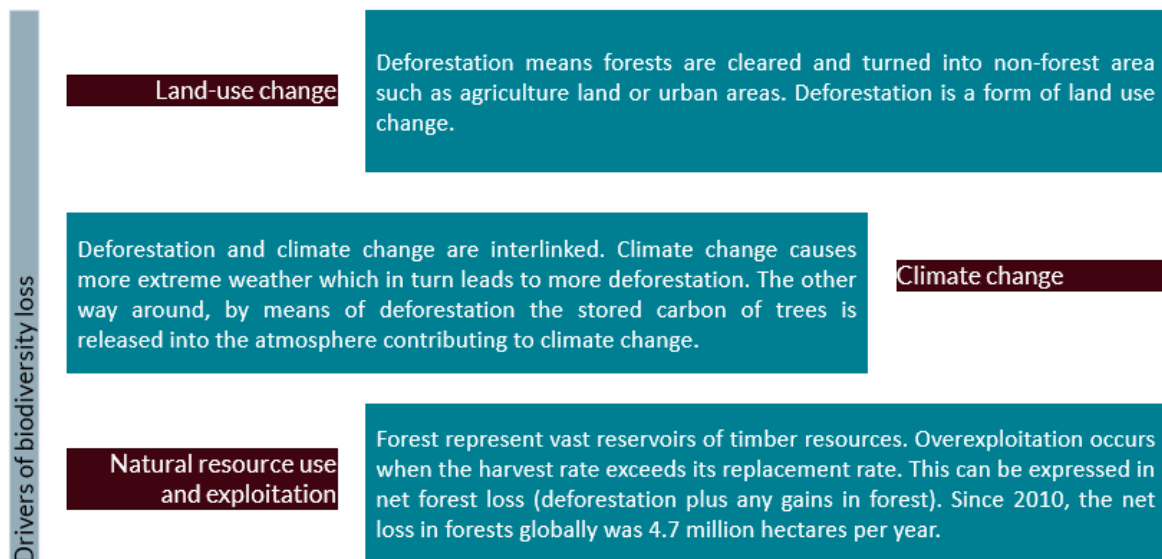 Drivers of biodiversity loss
Land-use change
Deforestation means forests are cleared and turned into non-forest area
such as agriculture land or urban areas. Deforestation is a form of land use
change.
Deforestation and climate change are interlinked. Climate change causes
more extreme weather which in turn leads to more deforestation. The other
way around, by means of deforestation the stored carbon of trees is
released into the atmosphere contributing to climate change.
Climate change
Natural resource use
and exploitation
Forest represent vast reservoirs of timber resources. Overexploitation occurs
when the harvest rate exceeds its replacement rate. This can be expressed in
net forest loss (deforestation plus any gains in forest). Since 2010, the net
loss in forests globally was 4.7 million hectares per year.